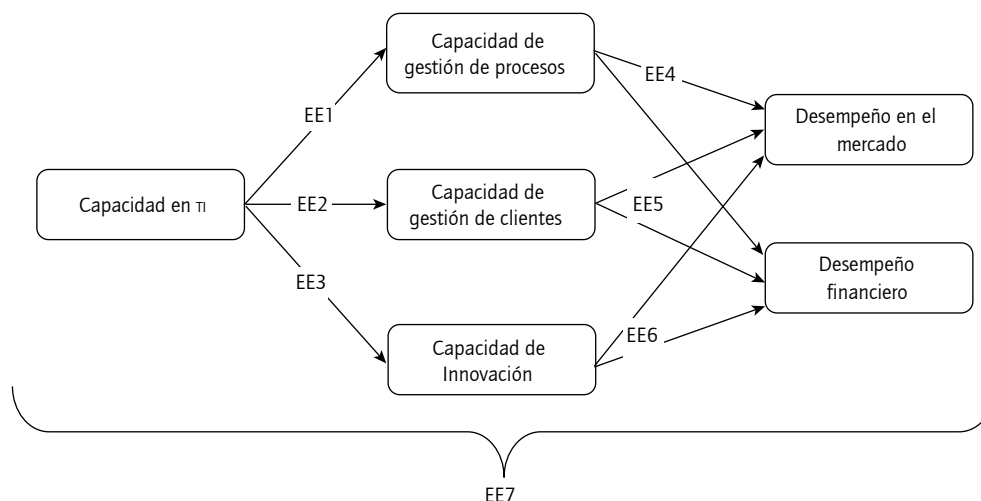 Capacidad de
gestión de procesos
EE4
EE1
Desempeño en el
mercado
Capacidad en TI
EE2
Capacidad de
gestión de clientes
EE5
EE3
Desempeño
financiero
Capacidad de
Innovación
EE6
EE7